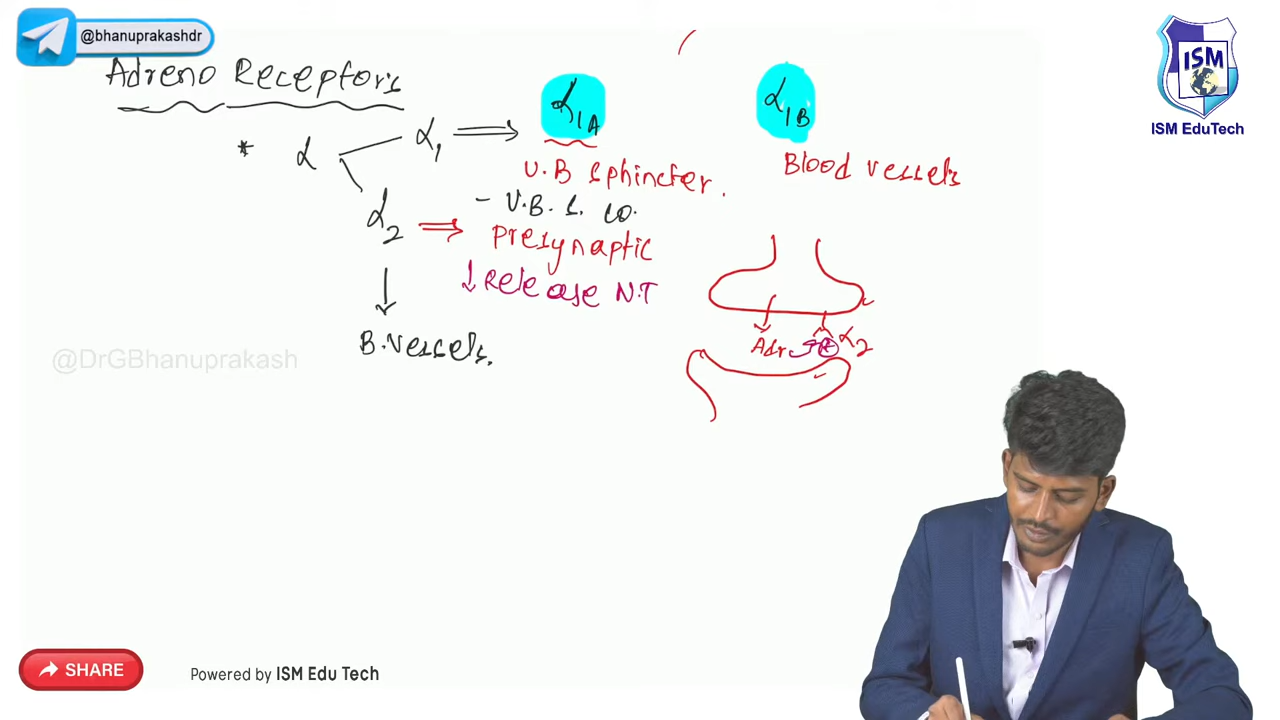 @bhanuprakashdr
Adreno Receptors
* α α1 ⇒ α1A α1B
U.B Sphincter. Blood vessels
- U.B. S. co.
α2 ⇒ presynaptic
↓ Release N.T
B.Vessels.
Adr α2
@DrGBhanuprakash
ISM
ISM EduTech
SHARE
Powered by ISM Edu Tech